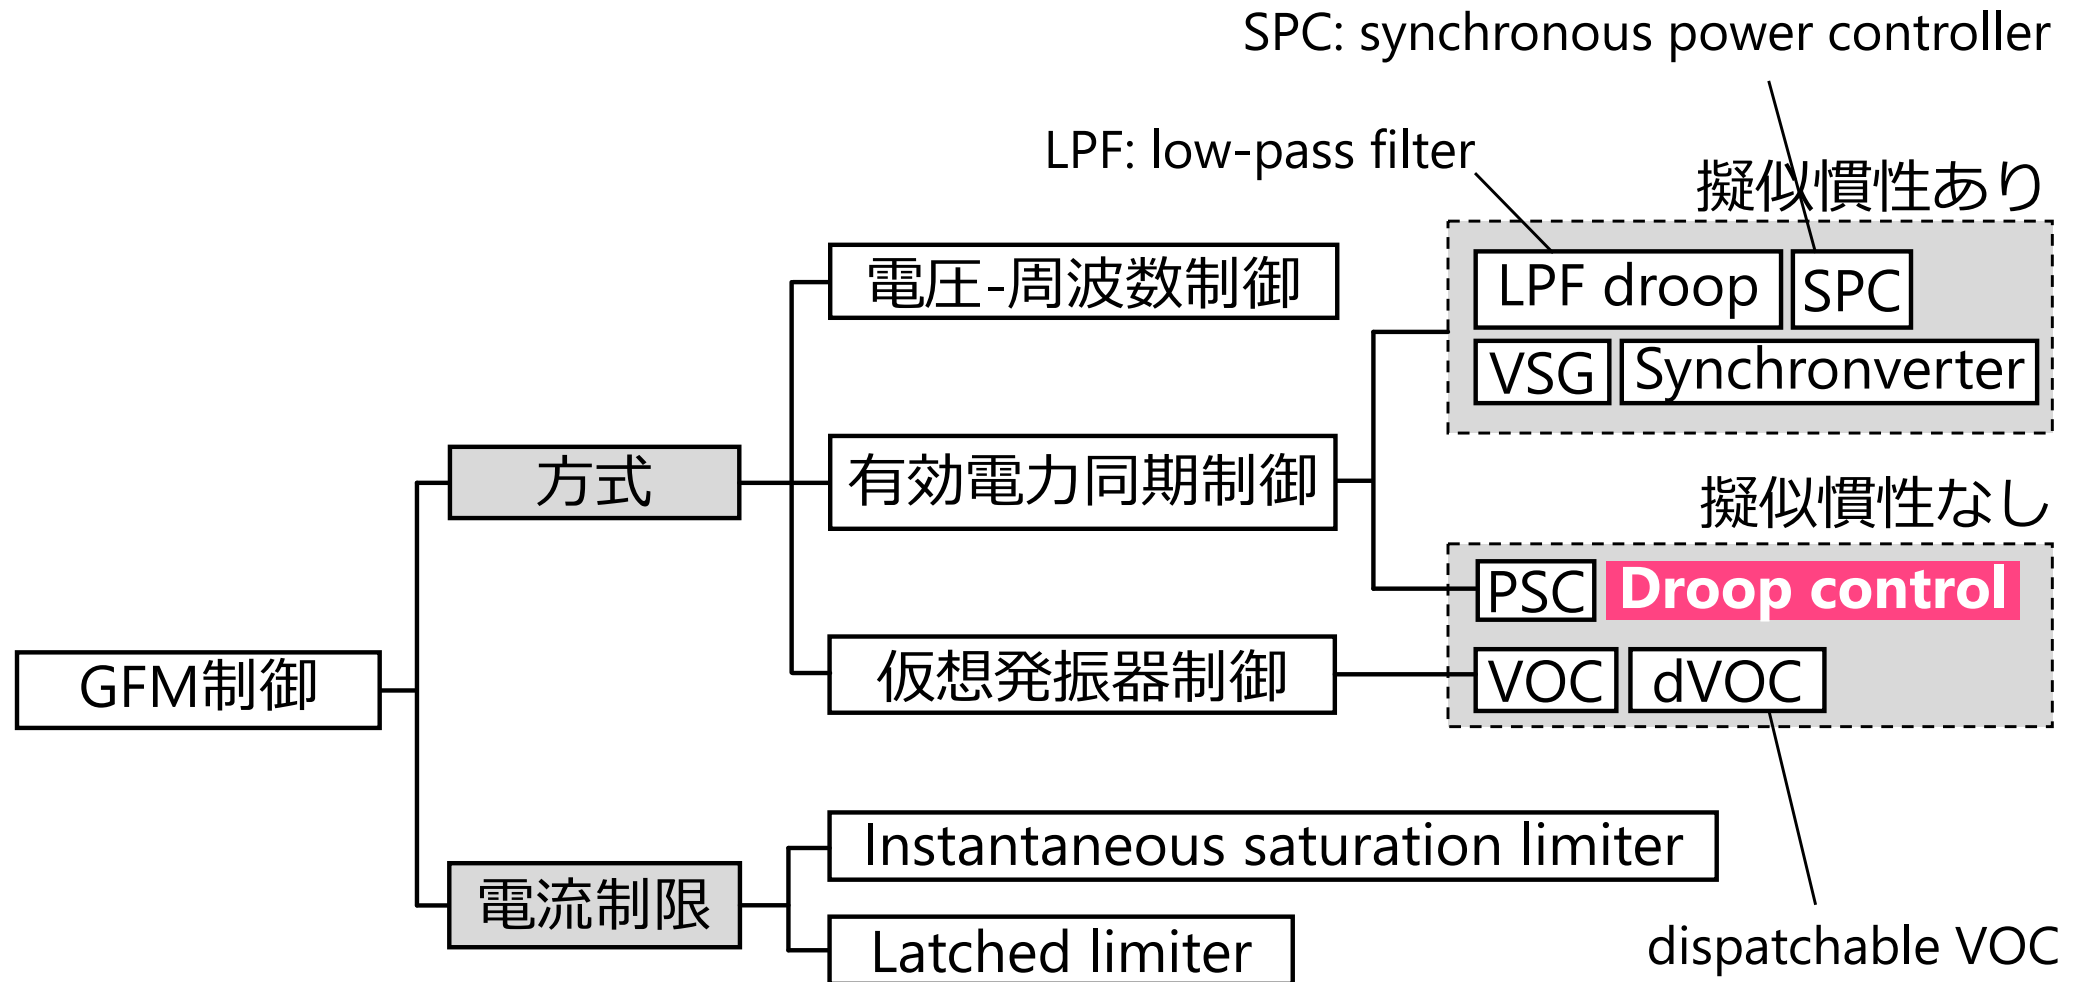 SPC: synchronous power controller
LPF: low-pass filter
擬似慣性あり
電圧-周波数制御
LPF droop
SPC
VSG
Synchronverter
方式
有効電力同期制御
擬似慣性なし
PSC
Droop control
GFM制御
仮想発振器制御
VOC
dVOC
Instantaneous saturation limiter
電流制限
Latched limiter
dispatchable VOC